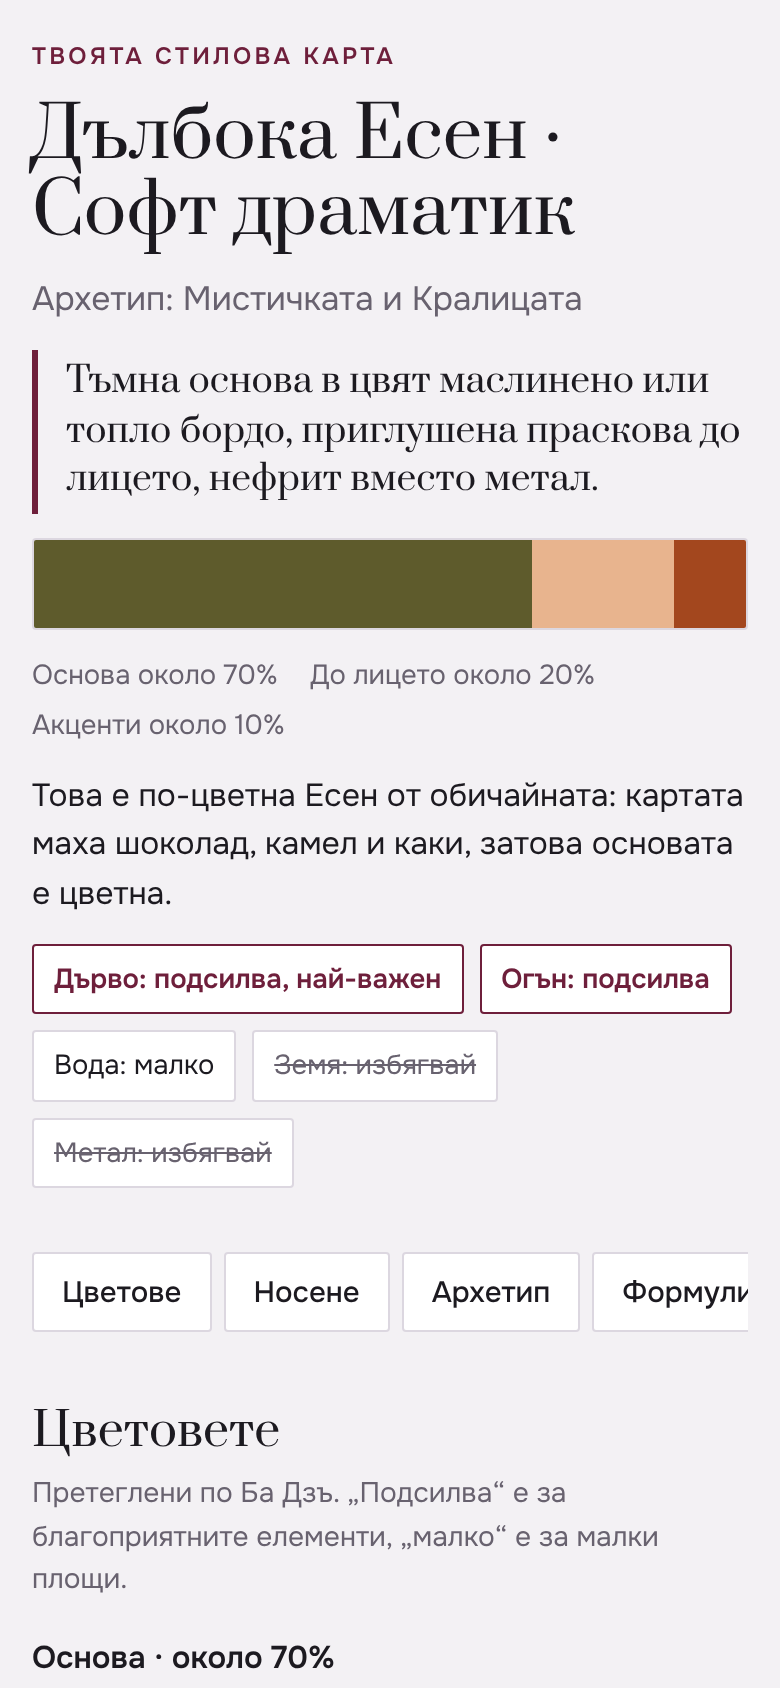 ТВОЯТА СТИЛОВА КАРТА
Дълбока Есен ·
Софт драматик
Архетип: Мистичката и Кралицата
Тъмна основа в цвят маслинено или
топло бордо, приглушена праскова до
лицето, нефрит вместо метал.
Основа около 70% До лицето около 20%
Акценти около 10%
Това е по-цветна Есен от обичайната: картата
маха шоколад, камел и каки, затова основата
е цветна.
Дърво: подсилва, най-важен Огън: подсилва
Вода: малко Земя: избягвай
Метал: избягвай
Цветове Носене Архетип Формули
Цветовете
Претеглени по Ба Дзъ. „Подсилва“ е за
благоприятните елементи, „малко“ е за малки
площи.
Основа · около 70%